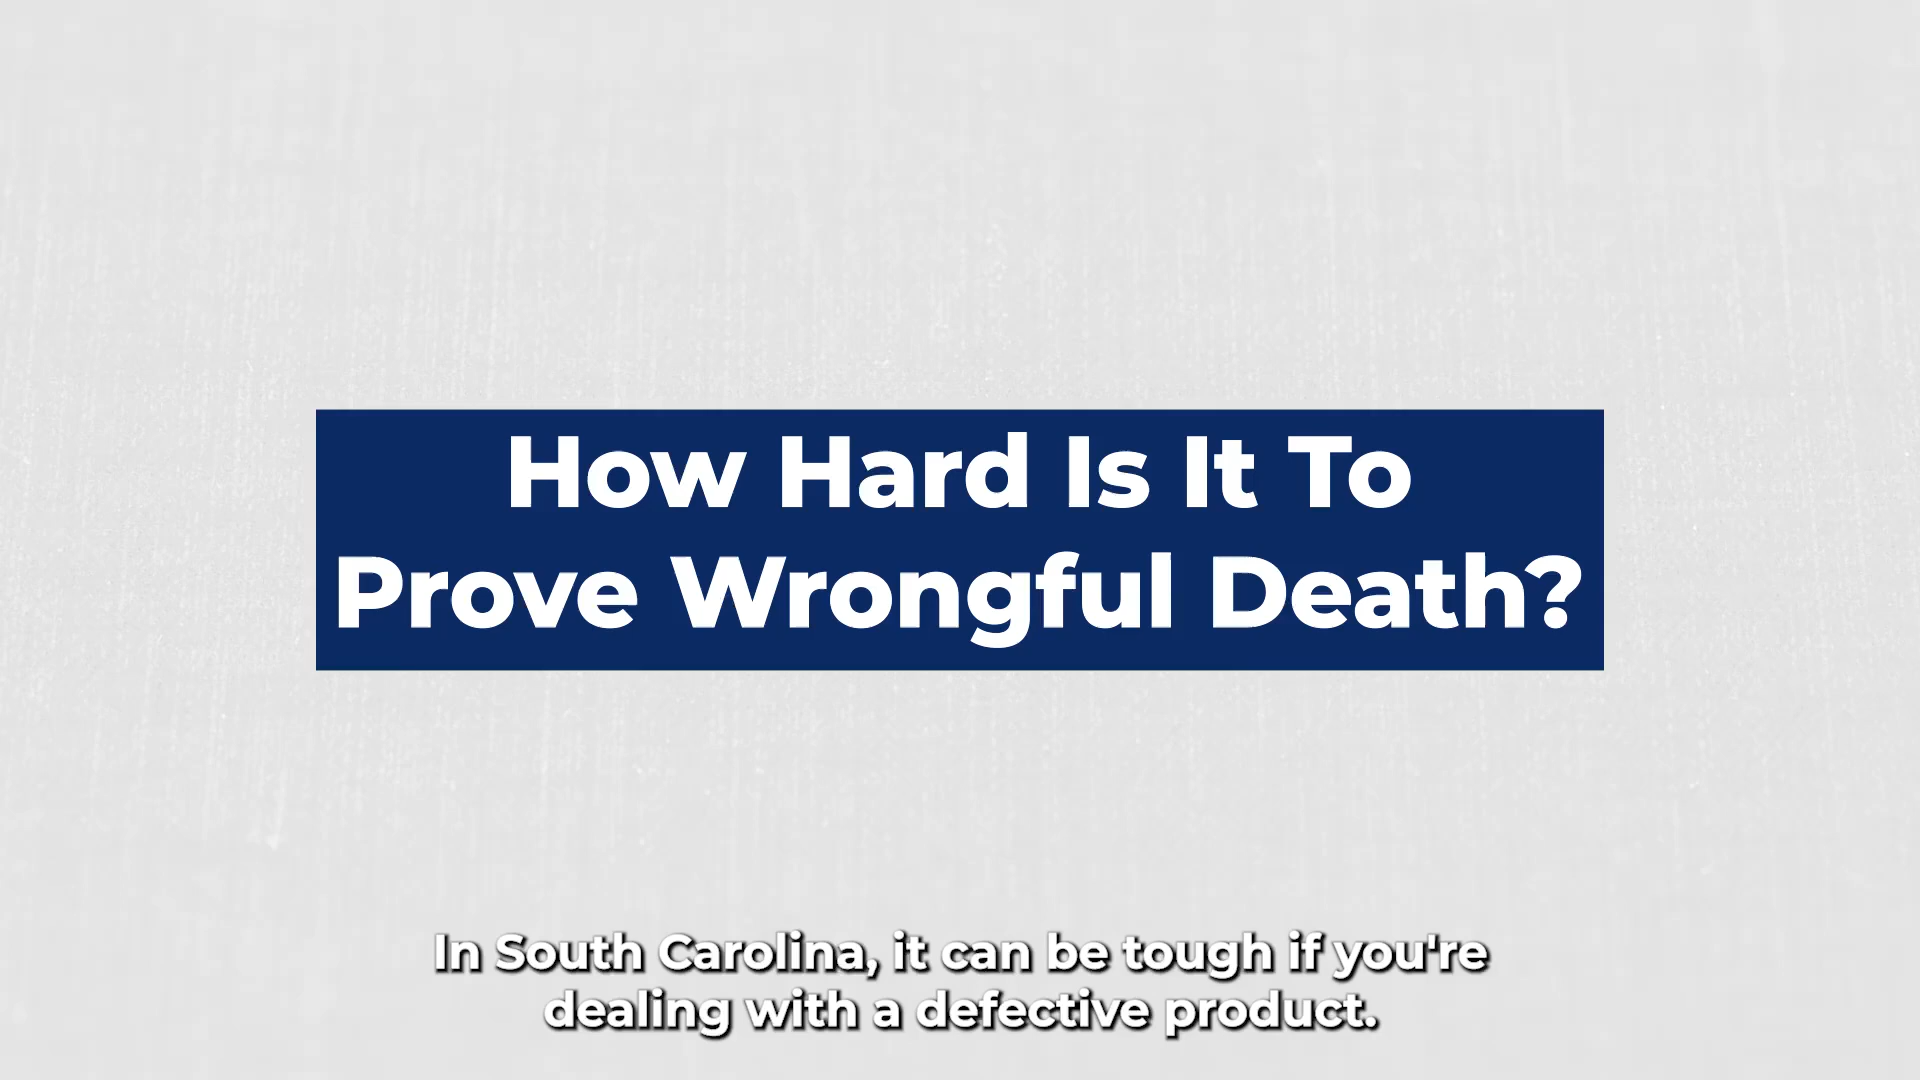 How Hard Is It To
Prove Wrongful Death?
In South Carolina, it can be tough if you're
dealing with a defective product.